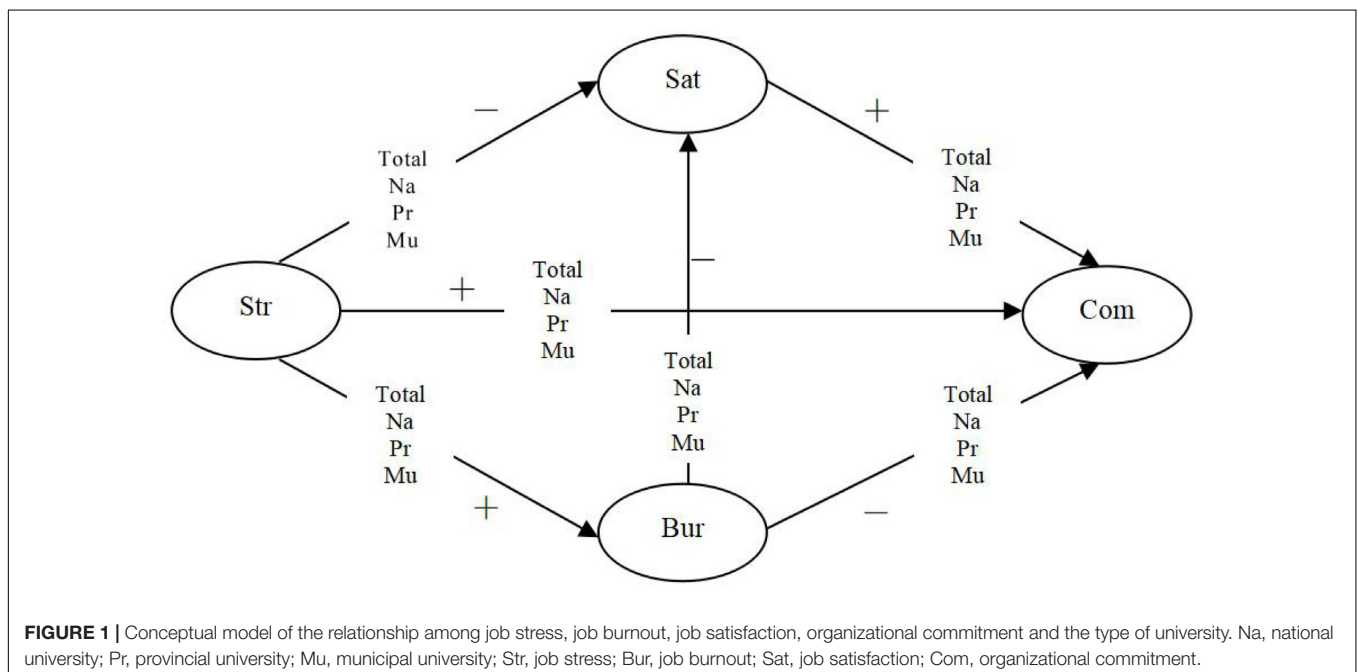 Sat
−
+
Total
Na
Pr
Mu
Total
Na
Pr
Mu
Str
+
Total
Na
Pr
Mu
−
Com
Total
Na
Pr
Mu
Total
Na
Pr
Mu
Total
Na
Pr
Mu
+
Bur
−
FIGURE 1 | Conceptual model of the relationship among job stress, job burnout, job satisfaction, organizational commitment and the type of university. Na, national
university; Pr, provincial university; Mu, municipal university; Str, job stress; Bur, job burnout; Sat, job satisfaction; Com, organizational commitment.